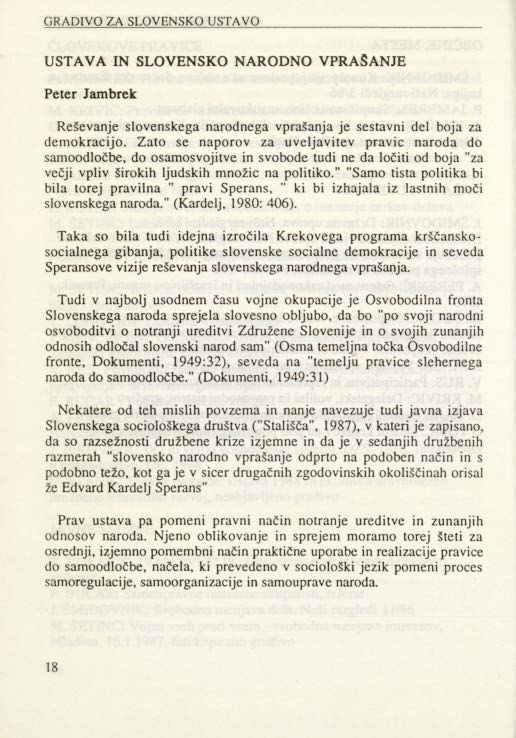 GRADIVO ZA SLOVENSKO USTAVO
USTAVA IN SLOVENSKO NARODNO VPRAŠANJE
Peter Jambrek
Reševanje slovenskega narodnega vprašanja je sestavni del boja za
demokracijo. Zato se naporov za uveljavitev pravic naroda do
samoodločbe, do osamosvojitve in svobode tudi ne da ločiti od boja "za
večji vpliv širokih ljudskih množic na politiko." "Samo tista politika bi
bila torej pravilna " pravi Sperans, " ki bi izhajala iz lastnih moči
slovenskega naroda." (Kardelj, 1980: 406).
Taka so bila tudi idejna izročila Krekovega programa krščansko-
socialnega gibanja, politike slovenske socialne demokracije in seveda
Speransove vizije reševanja slovenskega narodnega vprašanja.
Tudi v najbolj usodnem času vojne okupacije je Osvobodilna fronta
Slovenskega naroda sprejela slovesno obljubo, da bo "po svoji narodni
osvoboditvi o notranji ureditvi Združene Slovenije in o svojih zunanjih
odnosih odločal slovenski narod sam" (Osma temeljna točka Osvobodilne
fronte, Dokumenti, 1949:32), seveda na "temelju pravice slehernega
naroda do samoodločbe." (Dokumenti, 1949:31)
Nekatere od teh mislih povzema in nanje navezuje tudi javna izjava
Slovenskega sociološkega društva ("Stališča", 1987), v kateri je zapisano,
da so razsežnosti družbene krize izjemne in da je v sedanjih družbenih
razmerah "slovensko narodno vprašanje odprto na podoben način in s
podobno težo, kot ga je v sicer drugačnih zgodovinskih okoliščinah orisal
že Edvard Kardelj Sperans"
Prav ustava pa pomeni pravni način notranje ureditve in zunanjih
odnosov naroda. Njeno oblikovanje in sprejem moramo torej šteti za
osrednji, izjemno pomembni način praktične uporabe in realizacije pravice
do samoodločbe, načela, ki prevedeno v sociološki jezik pomeni proces
samoregulacije, samoorganizacije in samouprave naroda.
18